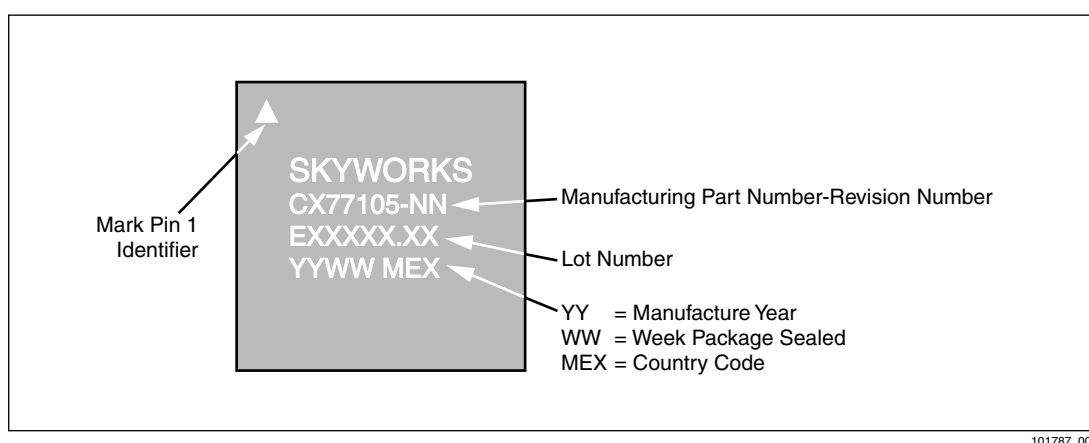 SKYWORKS
CX77105-NN
EXXXXX.XX
YYWW MEX
Mark Pin 1
Identifier
Manufacturing Part Number-Revision Number
Lot Number
YY = Manufacture Year
WW = Week Package Sealed
MEX = Country Code